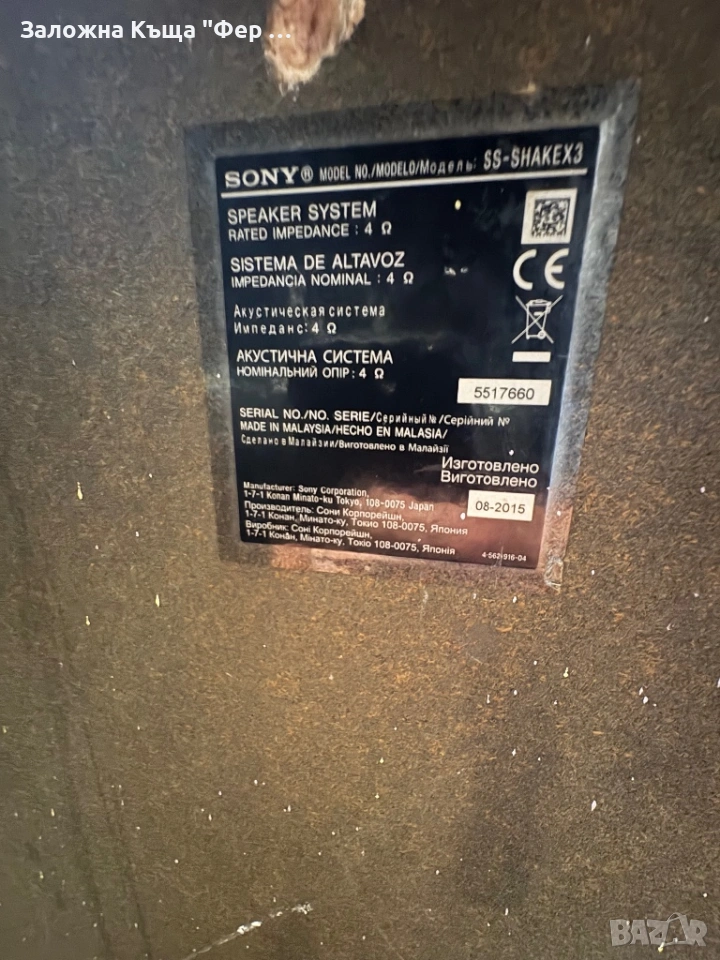 Заложна Къща "Фер ...
SONY® MODEL NO./MODELO/Модель: SS-SHAKEX3
SPEAKER SYSTEM
RATED IMPEDANCE : 4 Ω
SISTEMA DE ALTAVOZ
IMPEDANCIA NOMINAL : 4 Ω
Акустическая система
Импеданс: 4 Ω
АКУСТИЧНА СИСТЕМА
НОМІНАЛЬНИЙ ОПІР: 4 Ω
CE
5517660
SERIAL NO./NO. SERIE/Серийный №/Серійний №
MADE IN MALAYSIA/HECHO EN MALASIA/
Сделано в Малайзии/Виготовлено в Малайзії
Изготовлено
Виготовлено
08-2015
Manufacturer: Sony Corporation,
1-7-1 Konan Minato-ku Tokyo, 108-0075 Japan
Производитель: Сони Корпорейшн,
1-7-1 Конан, Минато-ку, Токио 108-0075, Япония
Виробник: Соні Корпорейшн,
1-7-1 Конан, Мінато-ку, Токіо 108-0075, Японія
4-562-916-04
BAZAR